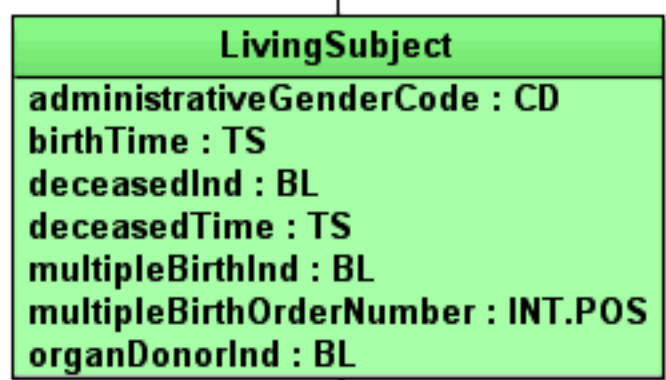 LivingSubject
administrativeGenderCode : CD
birthTime : TS
deceasedInd : BL
deceasedTime : TS
multipleBirthInd : BL
multipleBirthOrderNumber : INT.POS
organDonorInd : BL